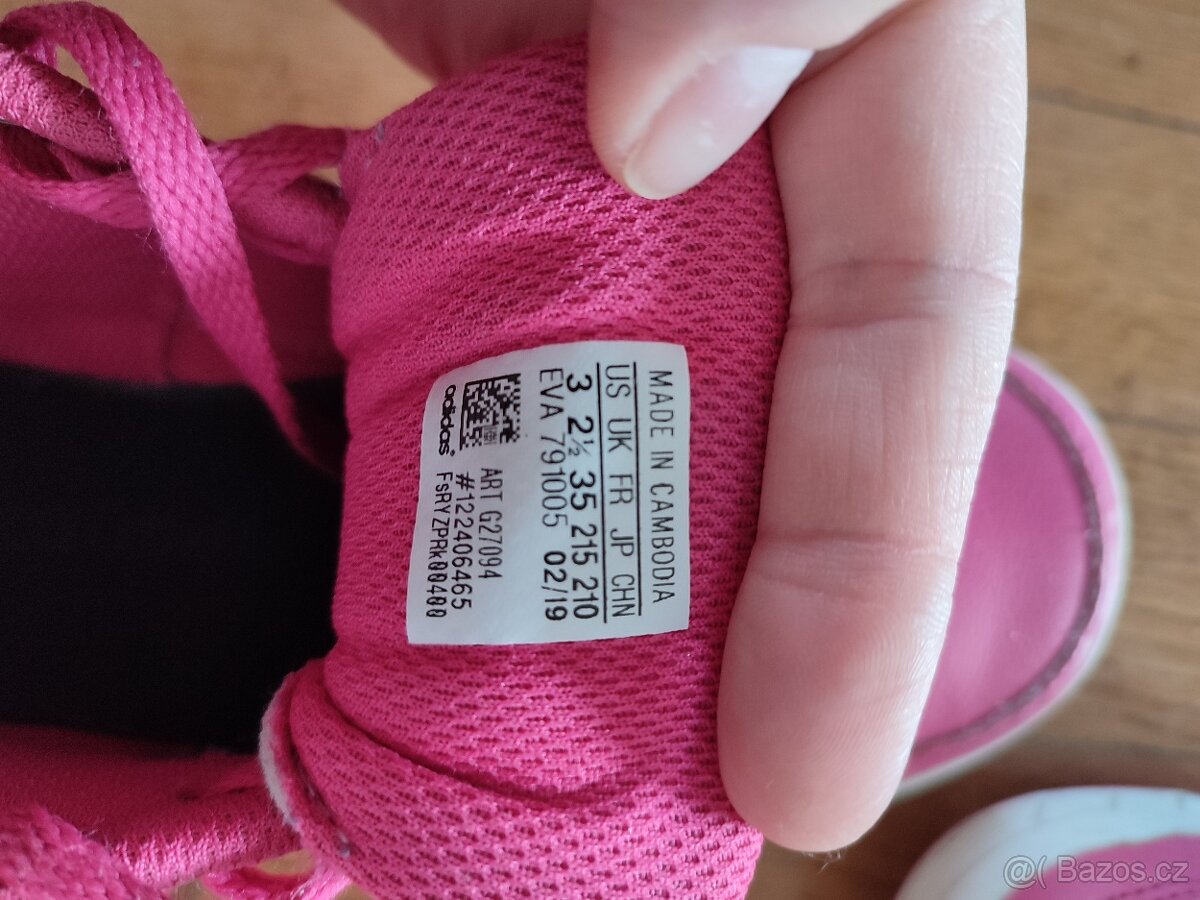 MADE IN CAMBODIA
US UK FR JP CHN
3 2½ 35 215 210
EVA 791005 02/19
ART G27094
#122406465
FsRYZPRk00400
adidas®
@( Bazos.cz